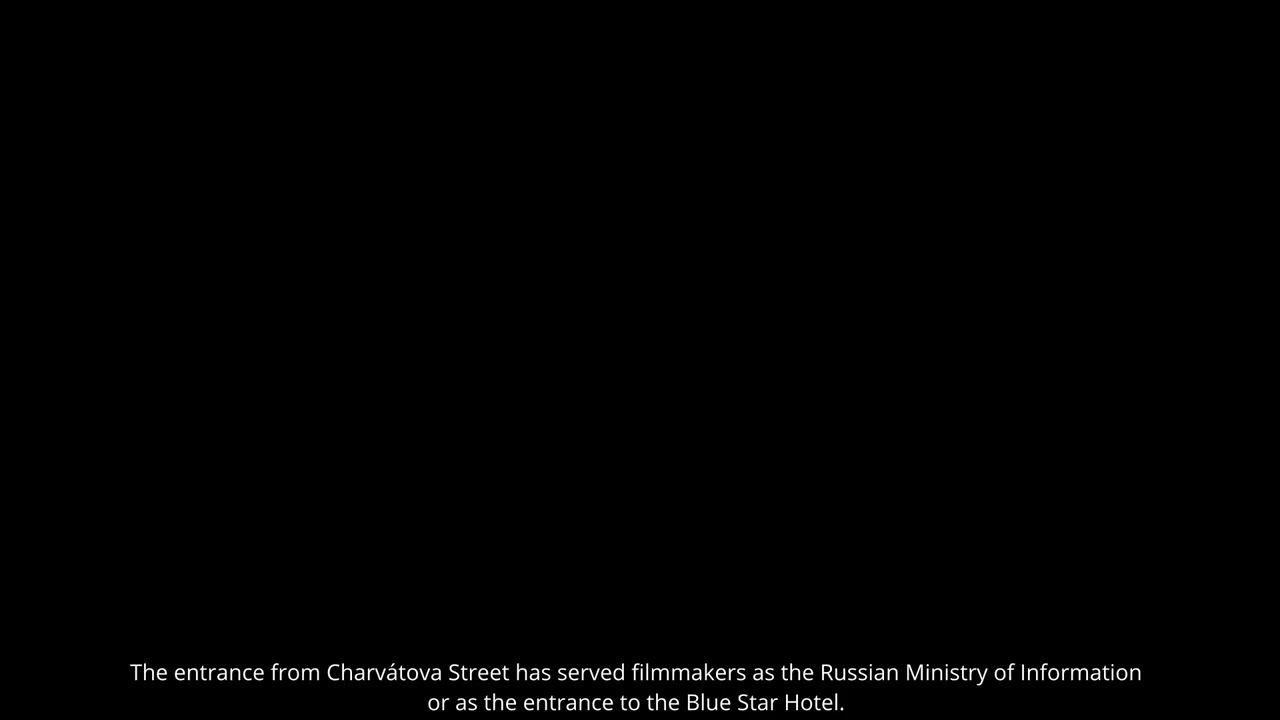 The entrance from Charvátova Street has served filmmakers as the Russian Ministry of Information
or as the entrance to the Blue Star Hotel.